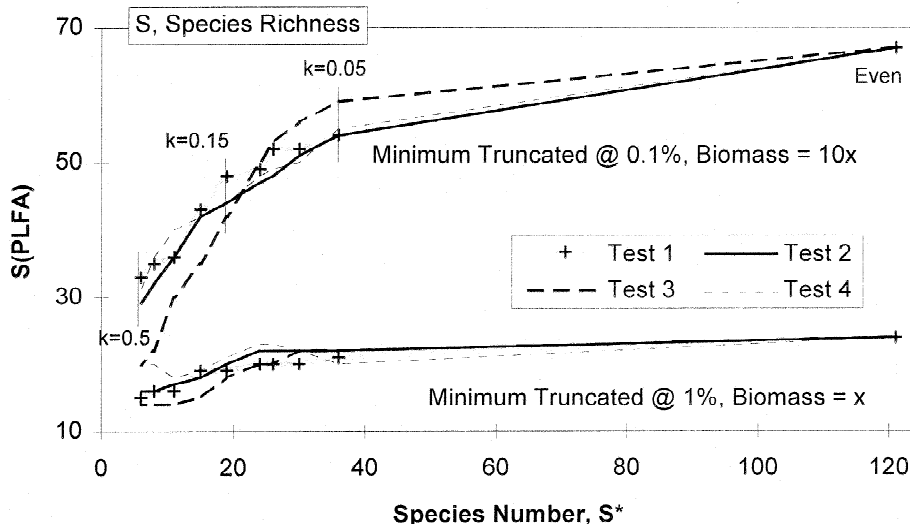 S, Species Richness
70
50
30
10
S(PLFA)
k=0.05
k=0.15
k=0.5
Even
Minimum Truncated @ 0.1%, Biomass = 10x
Test 1
Test 2
Test 3
Test 4
Minimum Truncated @ 1%, Biomass = x
0
20
40
60
80
100
120
Species Number, S*